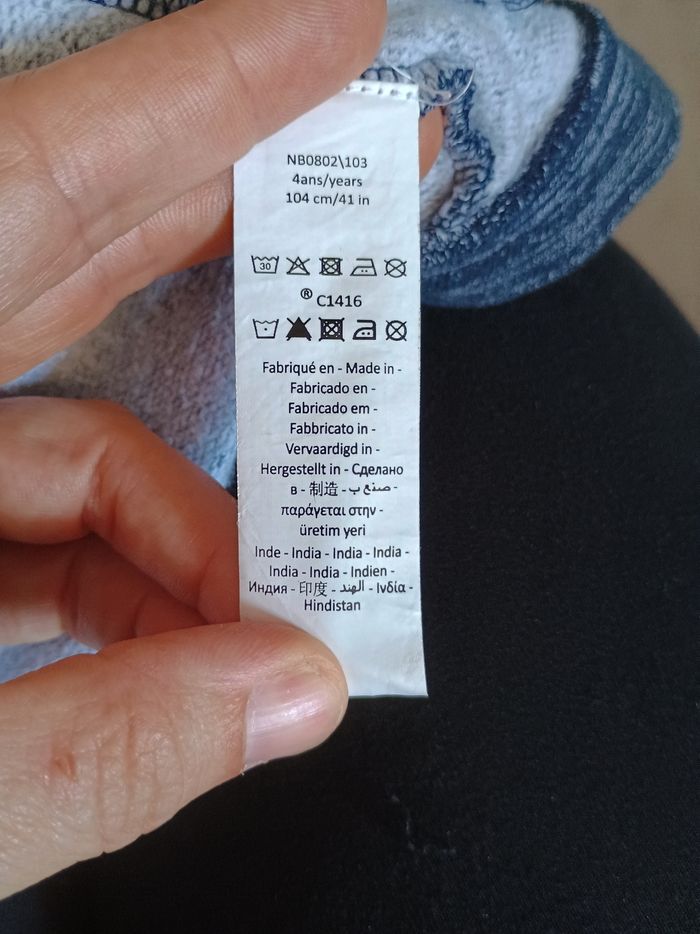 NB0802\103
4ans/years
104 cm/41 in
30
® C1416
Fabriqué en - Made in -
Fabricado en -
Fabricado em -
Fabbricato in -
Vervaardigd in -
Hergestellt in - Сделано
в - 制造 - صنع ب -
παράγεται στην -
üretim yeri
Inde - India - India - India -
India - India - Indien -
Индия - 印度 - الهند - Ινδία -
Hindistan